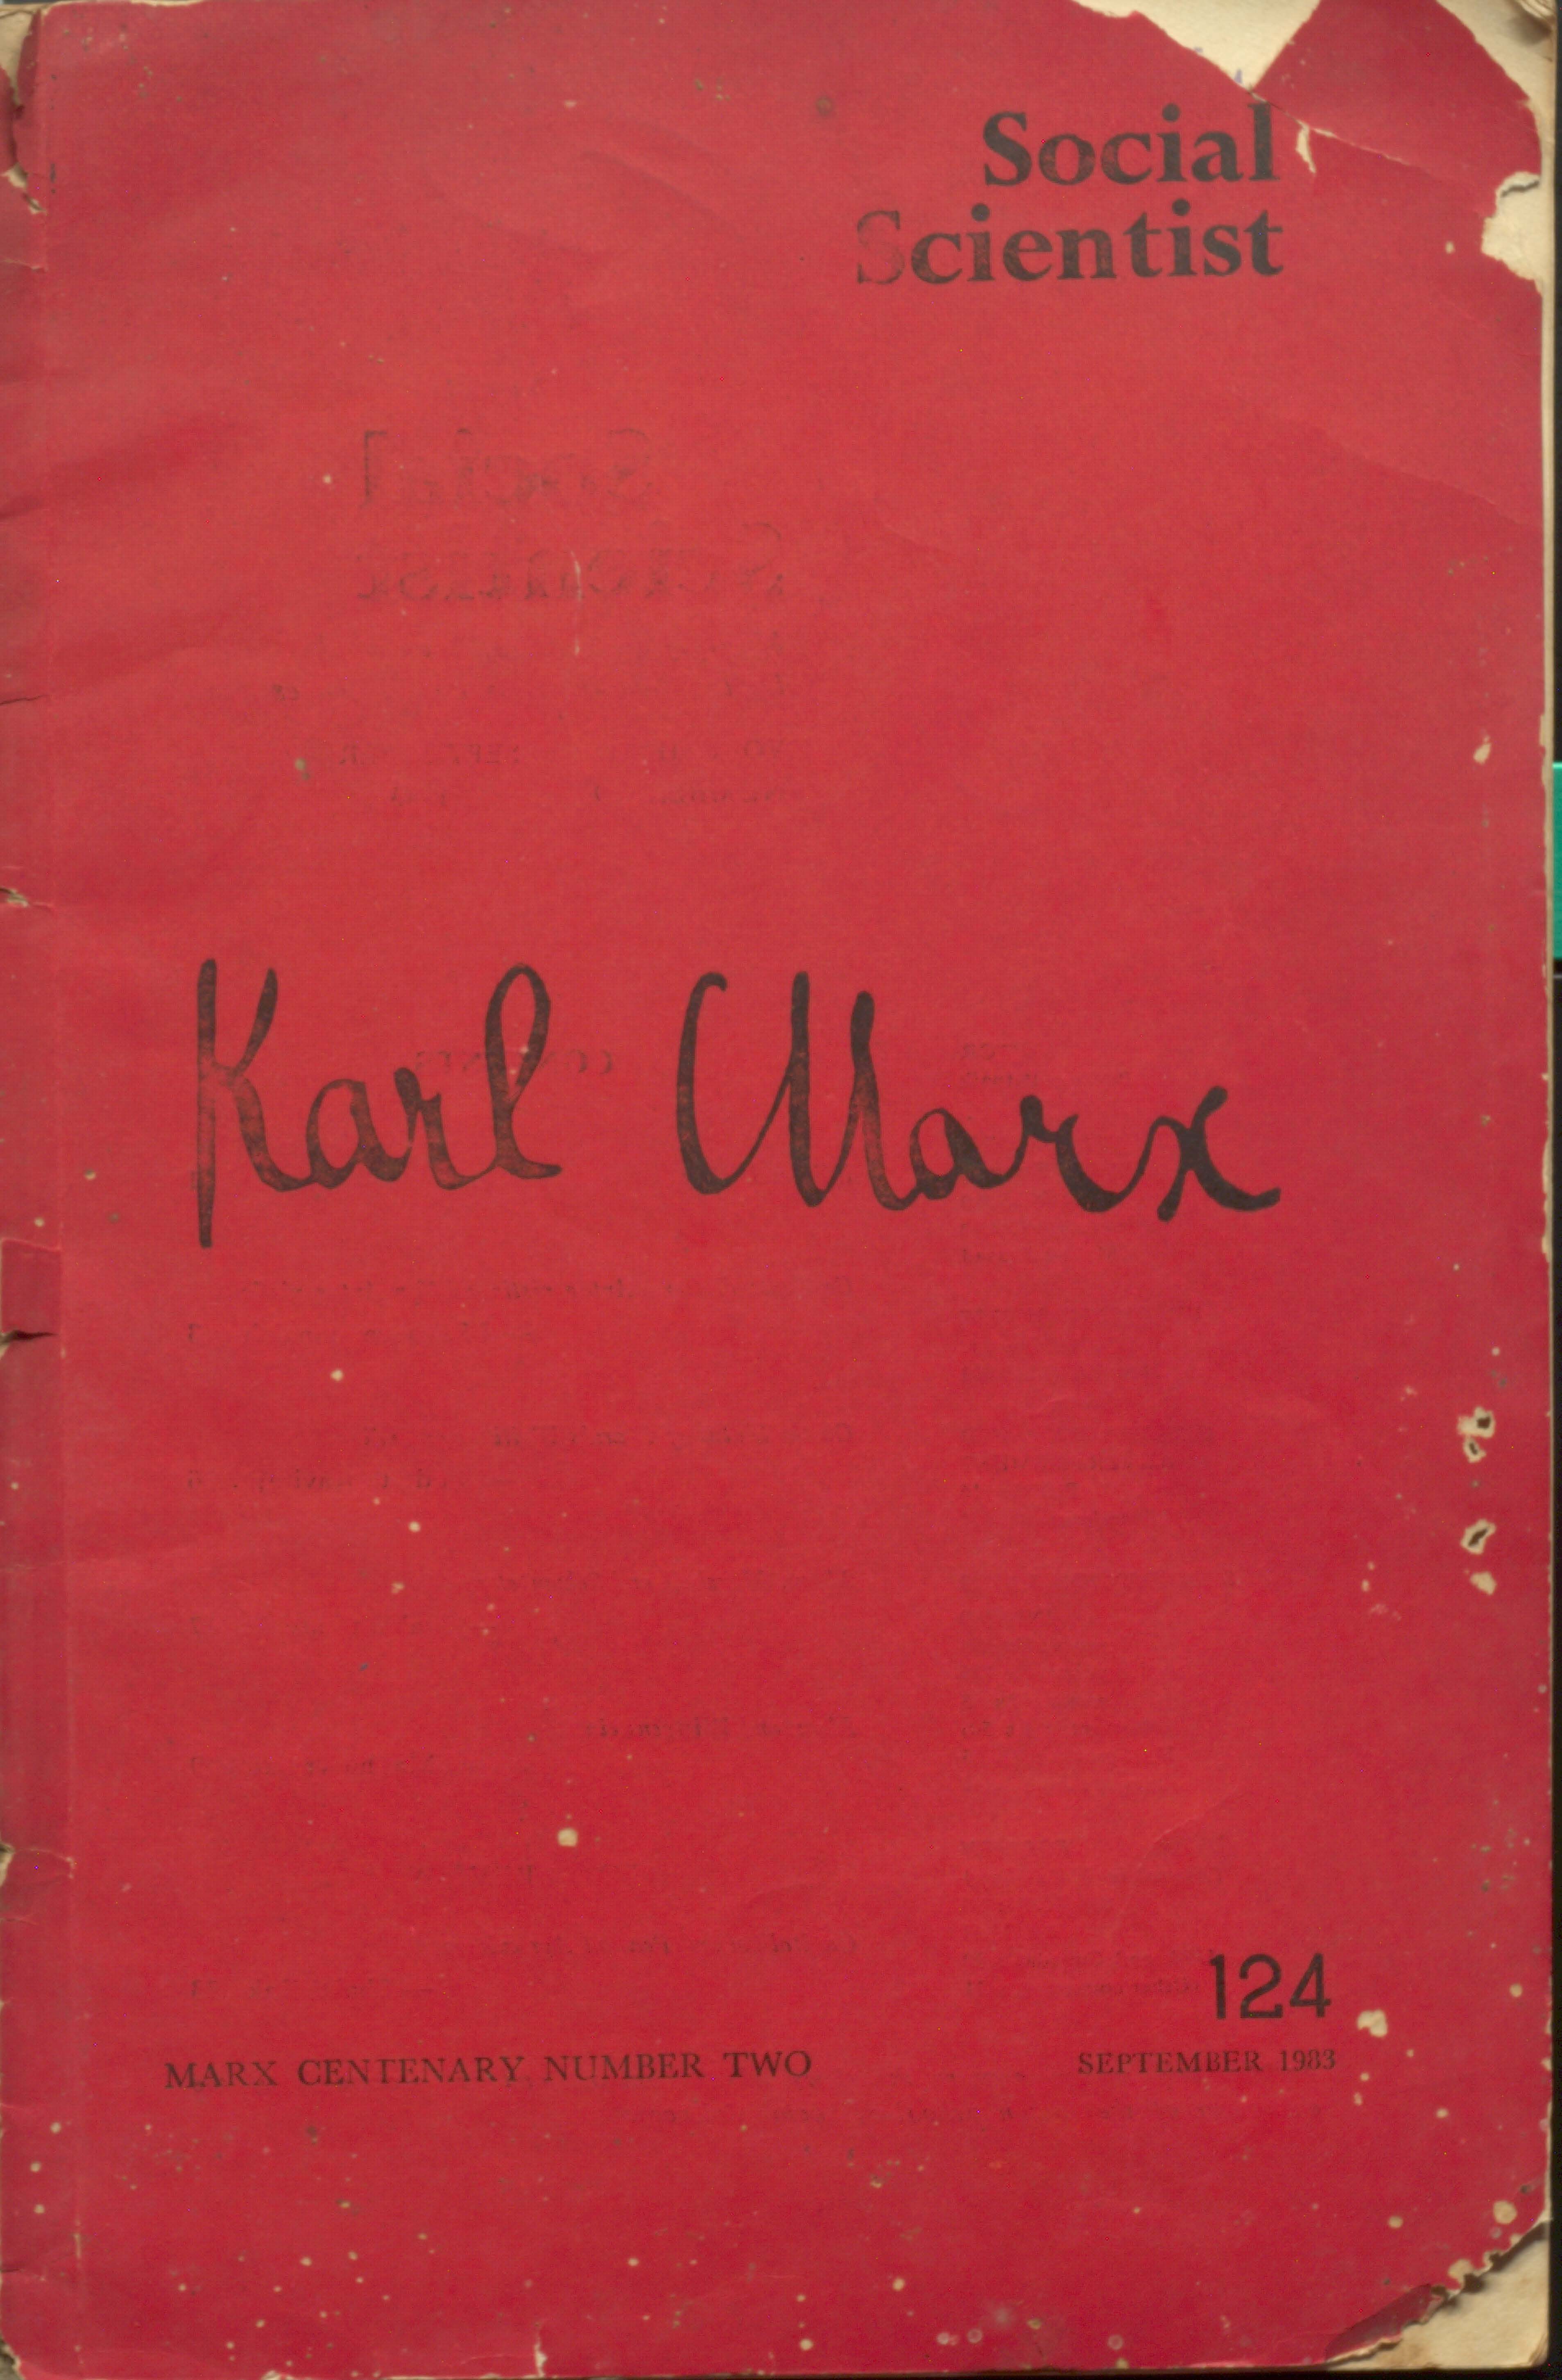 Social
Scientist
Karl Marx
124
MARX CENTENARY NUMBER TWO
SEPTEMBER 1983